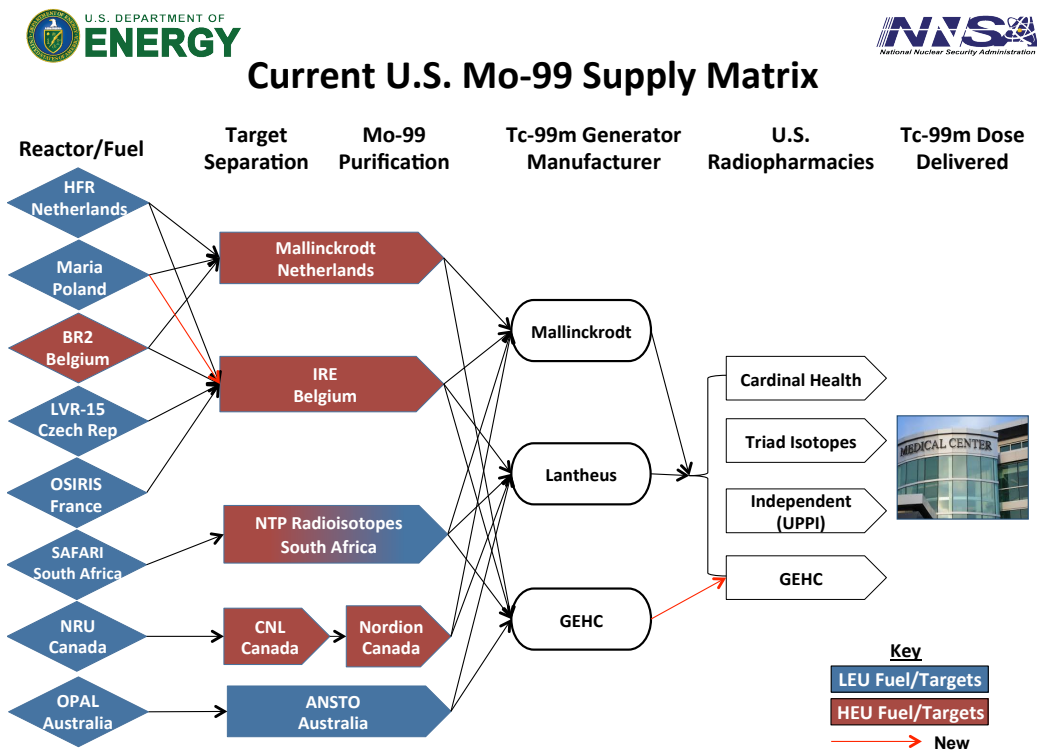 U.S. DEPARTMENT OF
ENERGY
NNSA
National Nuclear Security Administration
Current U.S. Mo-99 Supply Matrix
Reactor/Fuel
Target
Separation
Mo-99
Purification
Tc-99m Generator
Manufacturer
U.S.
Radiopharmacies
Tc-99m Dose
Delivered
HFR
Netherlands
Maria
Poland
BR2
Belgium
LVR-15
Czech Rep
OSIRIS
France
SAFARI
South Africa
NRU
Canada
OPAL
Australia
Mallinckrodt
Netherlands
IRE
Belgium
NTP Radioisotopes
South Africa
CNL
Canada
Nordion
Canada
ANSTO
Australia
Mallinckrodt
Lantheus
GEHC
Cardinal Health
Triad Isotopes
Independent
(UPPI)
GEHC
MEDICAL CENTER
Key
LEU Fuel/Targets
HEU Fuel/Targets
New